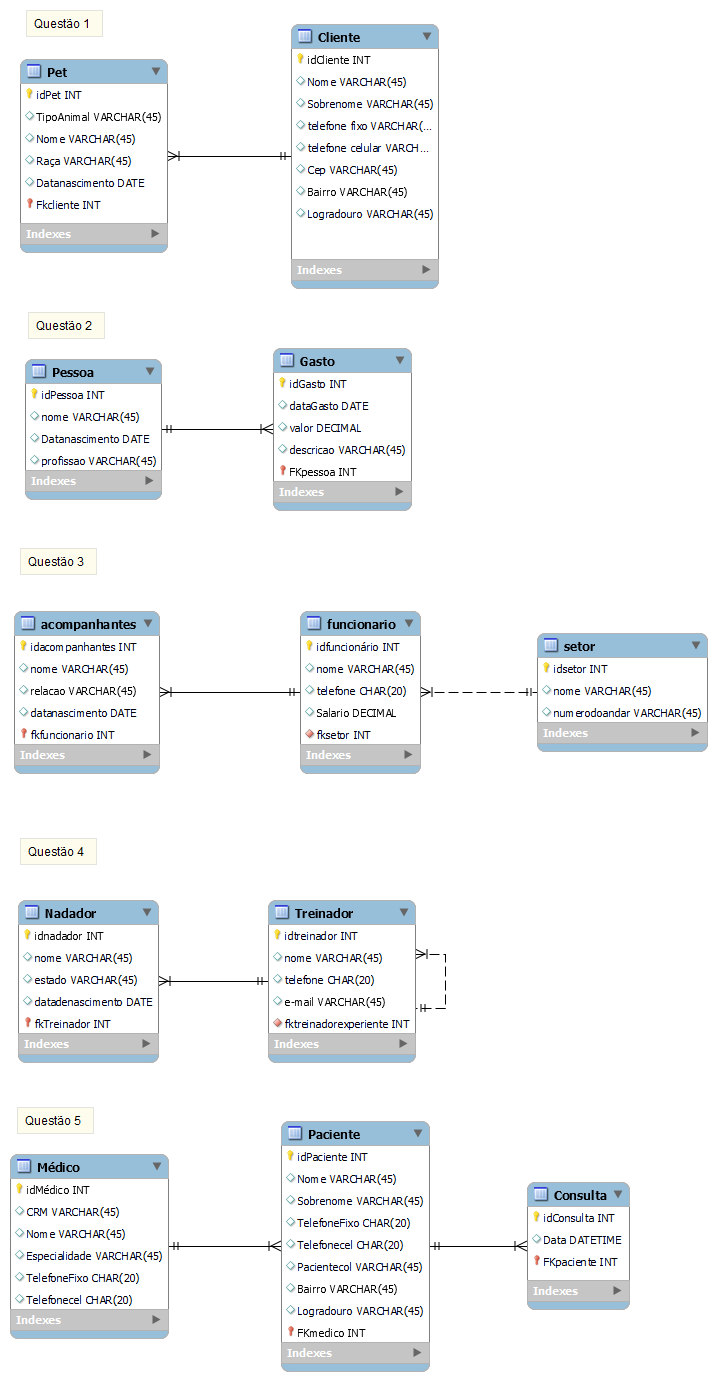 Questão 1
Pet
idPet INT
TipoAnimal VARCHAR(45)
Nome VARCHAR(45)
Raça VARCHAR(45)
Datanascimento DATE
Fkcliente INT
Indexes
Cliente
idCliente INT
Nome VARCHAR(45)
Sobrenome VARCHAR(45)
telefone fixo VARCHAR(...
telefone celular VARCH...
Cep VARCHAR(45)
Bairro VARCHAR(45)
Logradouro VARCHAR(45)
Indexes
Questão 2
Pessoa
idPessoa INT
nome VARCHAR(45)
Datanascimento DATE
profissao VARCHAR(45)
Indexes
Gasto
idGasto INT
dataGasto DATE
valor DECIMAL
descricao VARCHAR(45)
FKpessoa INT
Indexes
Questão 3
acompanhantes
idacompanhantes INT
nome VARCHAR(45)
relacao VARCHAR(45)
datanascimento DATE
fkfuncionario INT
Indexes
funcionario
idfuncionário INT
nome VARCHAR(45)
telefone CHAR(20)
Salario DECIMAL
fksetor INT
Indexes
setor
idsetor INT
nome VARCHAR(45)
numerodoandar VARCHAR(45)
Indexes
Questão 4
Nadador
idnadador INT
nome VARCHAR(45)
estado VARCHAR(45)
datadenascimento DATE
fkTreinador INT
Indexes
Treinador
idtreinador INT
nome VARCHAR(45)
telefone CHAR(20)
e-mail VARCHAR(45)
fktreinadorexperiente INT
Indexes
Questão 5
Médico
idMédico INT
CRM VARCHAR(45)
Nome VARCHAR(45)
Especialidade VARCHAR(45)
TelefoneFixo CHAR(20)
Telefonecel CHAR(20)
Indexes
Paciente
idPaciente INT
Nome VARCHAR(45)
Sobrenome VARCHAR(45)
TelefoneFixo CHAR(20)
Telefonecel CHAR(20)
Pacientecol VARCHAR(45)
Bairro VARCHAR(45)
Logradouro VARCHAR(45)
FKmedico INT
Indexes
Consulta
idConsulta INT
Data DATETIME
FKpaciente INT
Indexes